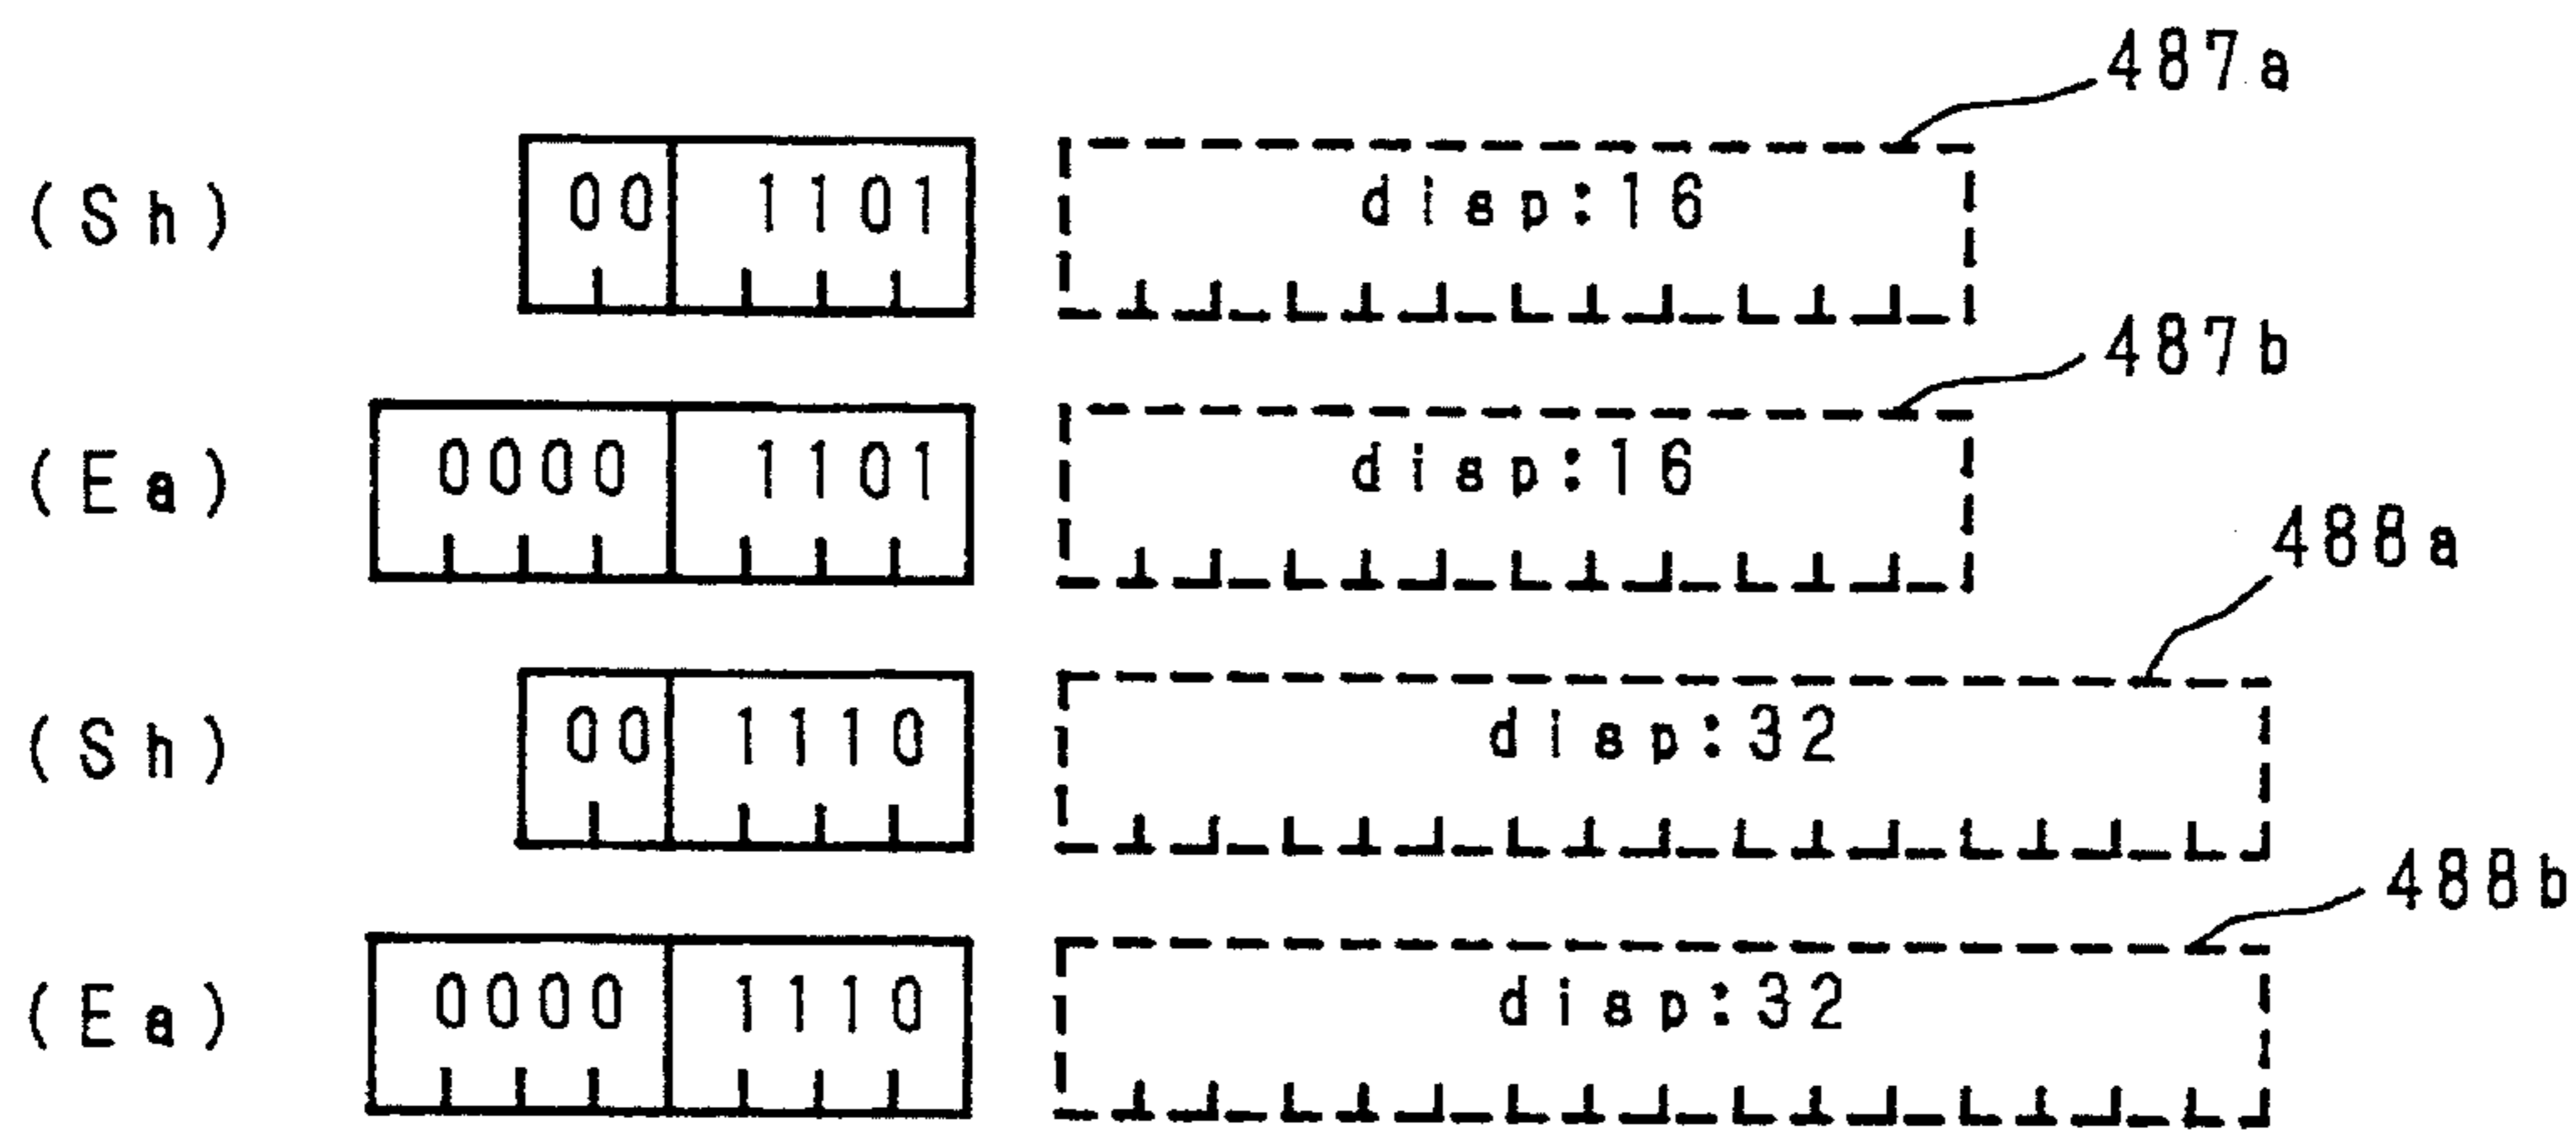 487a
(Sh) 00 1101 disp:16
487b
(Ea) 0000 1101 disp:16
488a
(Sh) 00 1110 disp:32
488b
(Ea) 0000 1110 disp:32